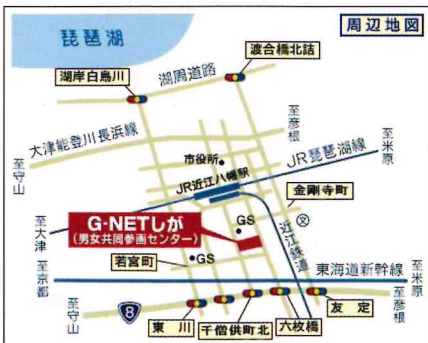 周辺地図
琵琶湖
渡合橋北詰
湖岸白鳥川
湖周道路
至彦根
至米原
大津能登川長浜線
市役所
JR琵琶湖線
至守山
JR近江八幡駅
金剛寺町
文
G-NETしが
(男女共同参画センター)
GS
近江鉄道
至大津
若宮町
GS
東海道新幹線
至京都
至米原
8
至守山
東川
千僧供町北
六枚橋
友定
至彦根